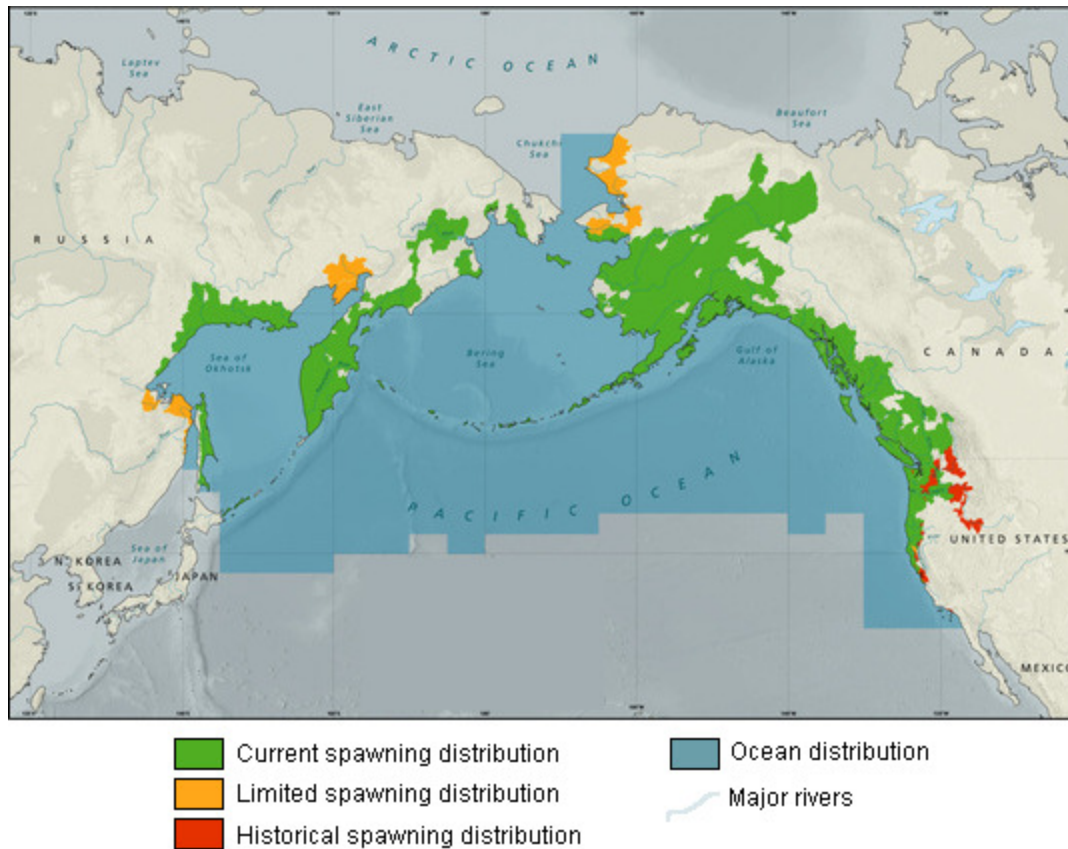 ARCTIC OCEAN
Laptev
Sea
East
Siberian
Sea
Beaufort
Sea
Chukchi
Sea
RUSSIA
Sea of
Okhotsk
Bering
Sea
Gulf of
Alaska
CANADA
PACIFIC OCEAN
UNITED STATES
Sea of
Japan
N. KOREA
S. KOREA
JAPAN
MEXICO
Current spawning distribution
Limited spawning distribution
Historical spawning distribution
Ocean distribution
Major rivers